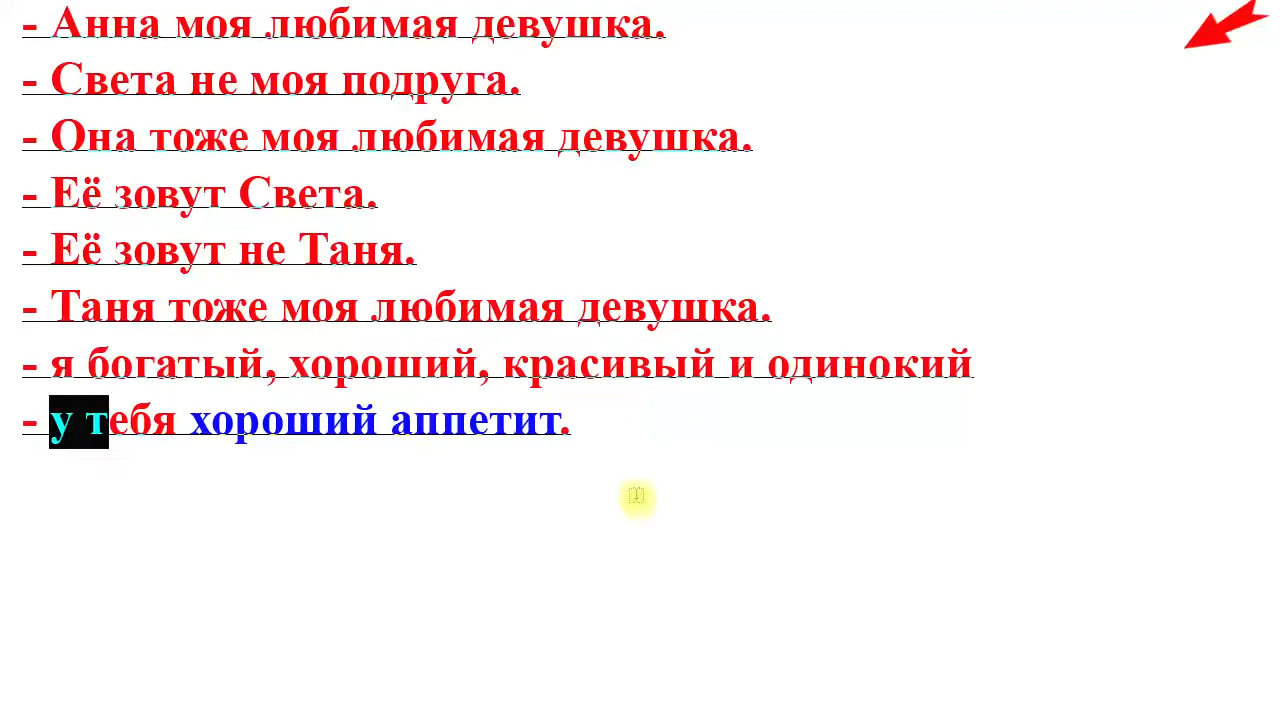 - Анна моя любимая девушка.
- Света не моя подруга.
- Она тоже моя любимая девушка.
- Её зовут Света.
- Её зовут не Таня.
- Таня тоже моя любимая девушка.
- я богатый, хороший, красивый и одинокий
- у тебя хороший аппетит.